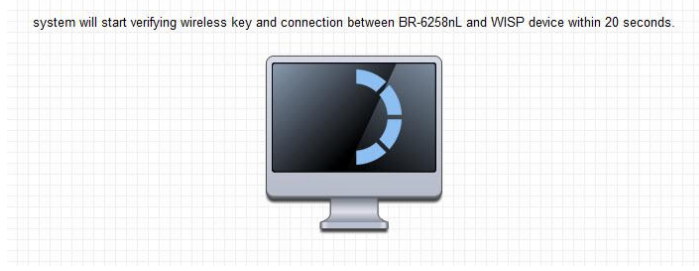 system will start verifying wireless key and connection between BR-6258nL and WISP device within 20 seconds.